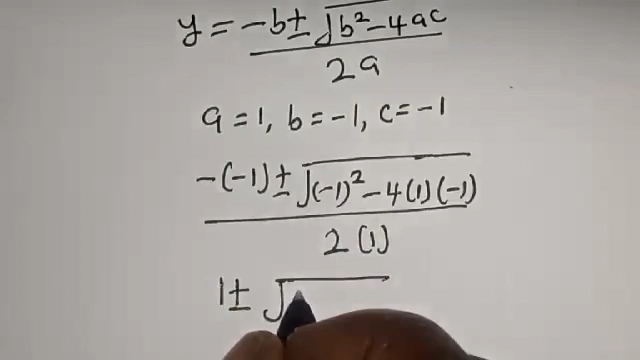 y = -b ± √b² - 4ac / 2a
a = 1, b = -1, c = -1
-(-1) ± √(-1)² - 4(1)(-1) / 2(1)
1 ± √